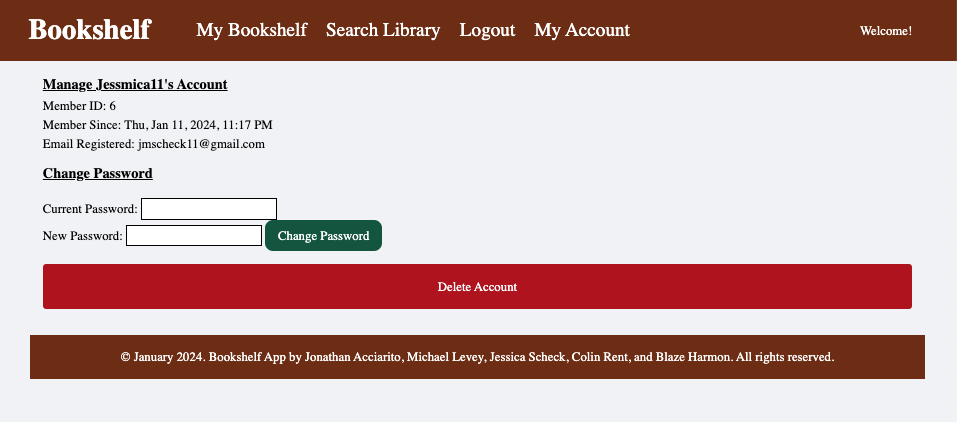 Bookshelf My Bookshelf Search Library Logout My Account Welcome!
Manage Jessmica11's Account
Member ID: 6
Member Since: Thu, Jan 11, 2024, 11:17 PM
Email Registered: jmscheck11@gmail.com
Change Password
Current Password:
New Password: Change Password
Delete Account
© January 2024. Bookshelf App by Jonathan Acciarito, Michael Levey, Jessica Scheck, Colin Rent, and Blaze Harmon. All rights reserved.